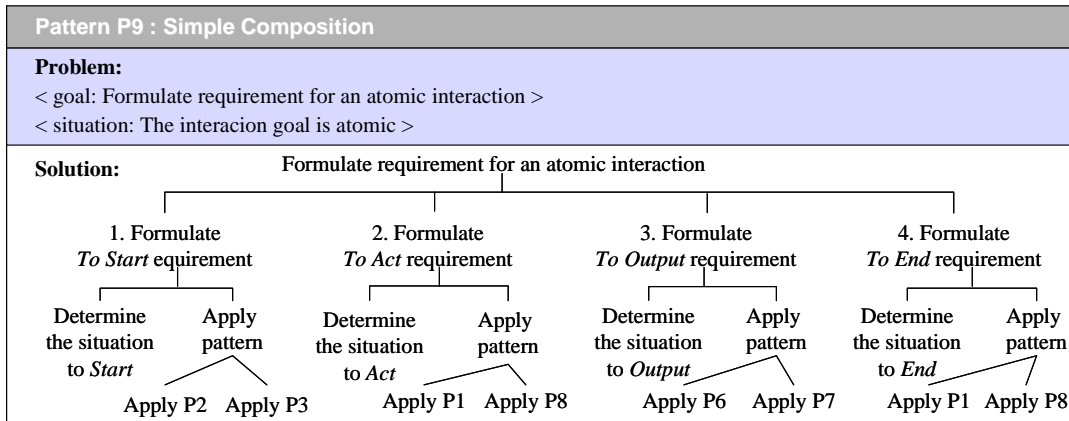 Pattern P9 : Simple Composition
Problem:
< goal: Formulate requirement for an atomic interaction >
< situation: The interacion goal is atomic >
Solution:
Formulate requirement for an atomic interaction
1. Formulate
To Start equirement
2. Formulate
To Act requirement
3. Formulate
To Output requirement
4. Formulate
To End requirement
Determine
the situation
to Start
Apply
pattern
Determine
the situation
to Act
Apply
pattern
Determine
the situation
to Output
Apply
pattern
Determine
the situation
to End
Apply
pattern
Apply P2
Apply P3
Apply P1
Apply P8
Apply P6
Apply P7
Apply P1
Apply P8